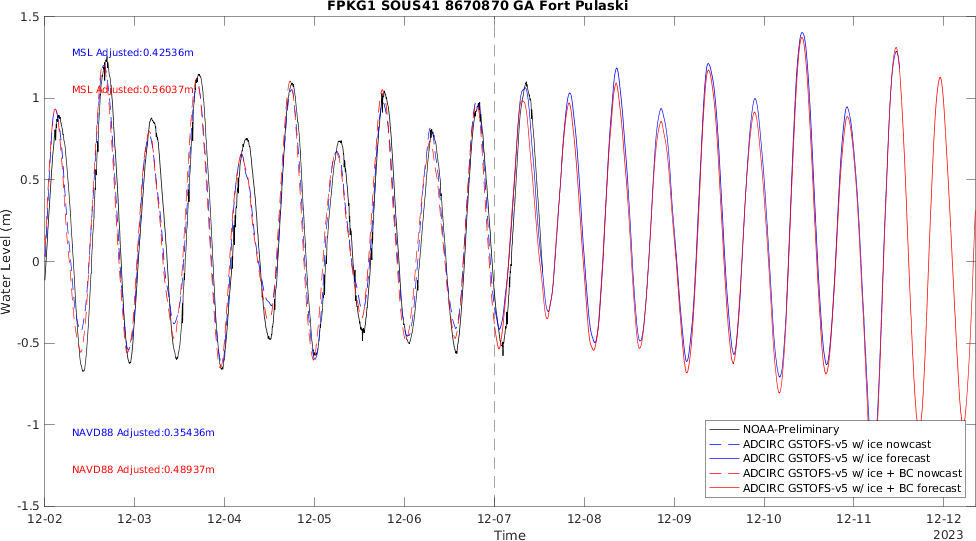 FPKG1 SOUS41 8670870 GA Fort Pulaski
1.5
MSL Adjusted:0.42536m
MSL Adjusted:0.56037m
1
0.5
0
-0.5
-1
-1.5
Water Level (m)
NAVD88 Adjusted:0.35436m
NAVD88 Adjusted:0.48937m
NOAA-Preliminary
ADCIRC GSTOFS-v5 w/ ice nowcast
ADCIRC GSTOFS-v5 w/ ice forecast
ADCIRC GSTOFS-v5 w/ ice + BC nowcast
ADCIRC GSTOFS-v5 w/ ice + BC forecast
12-02 12-03 12-04 12-05 12-06 12-07 12-08 12-09 12-10 12-11 12-12
Time
2023